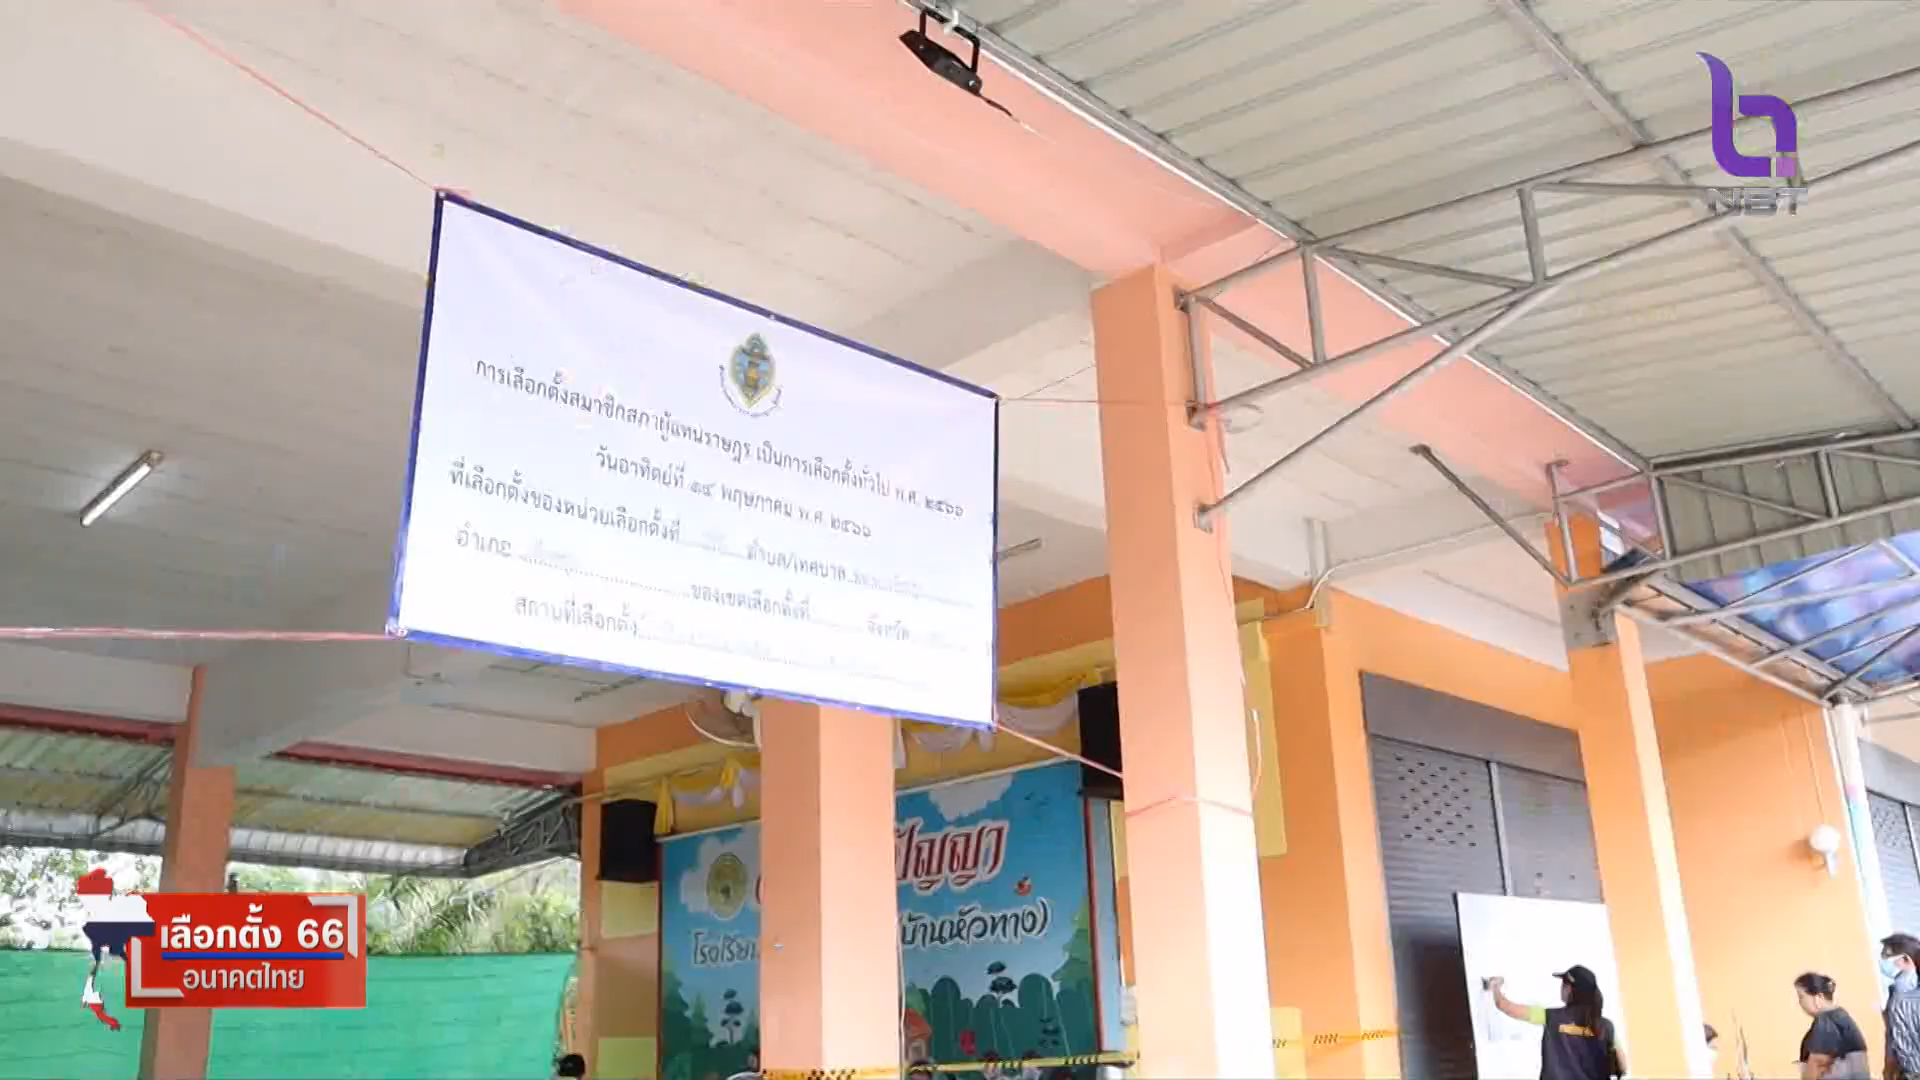 NBT
การเลือกตั้งสมาชิกสภาผู้แทนราษฎร เป็นการเลือกตั้งทั่วไป พ.ศ. ๒๕๖๖
วันอาทิตย์ที่ ๑๔ พฤษภาคม พ.ศ. ๒๕๖๖
ที่เลือกตั้งของหน่วยเลือกตั้งที่ ตำบล/เทศบาล
อำเภอ ของเขตเลือกตั้งที่ จังหวัด
สถานที่เลือกตั้ง
ปัญญา
(บ้านหัวทาง)
เลือกตั้ง 66
อนาคตไทย